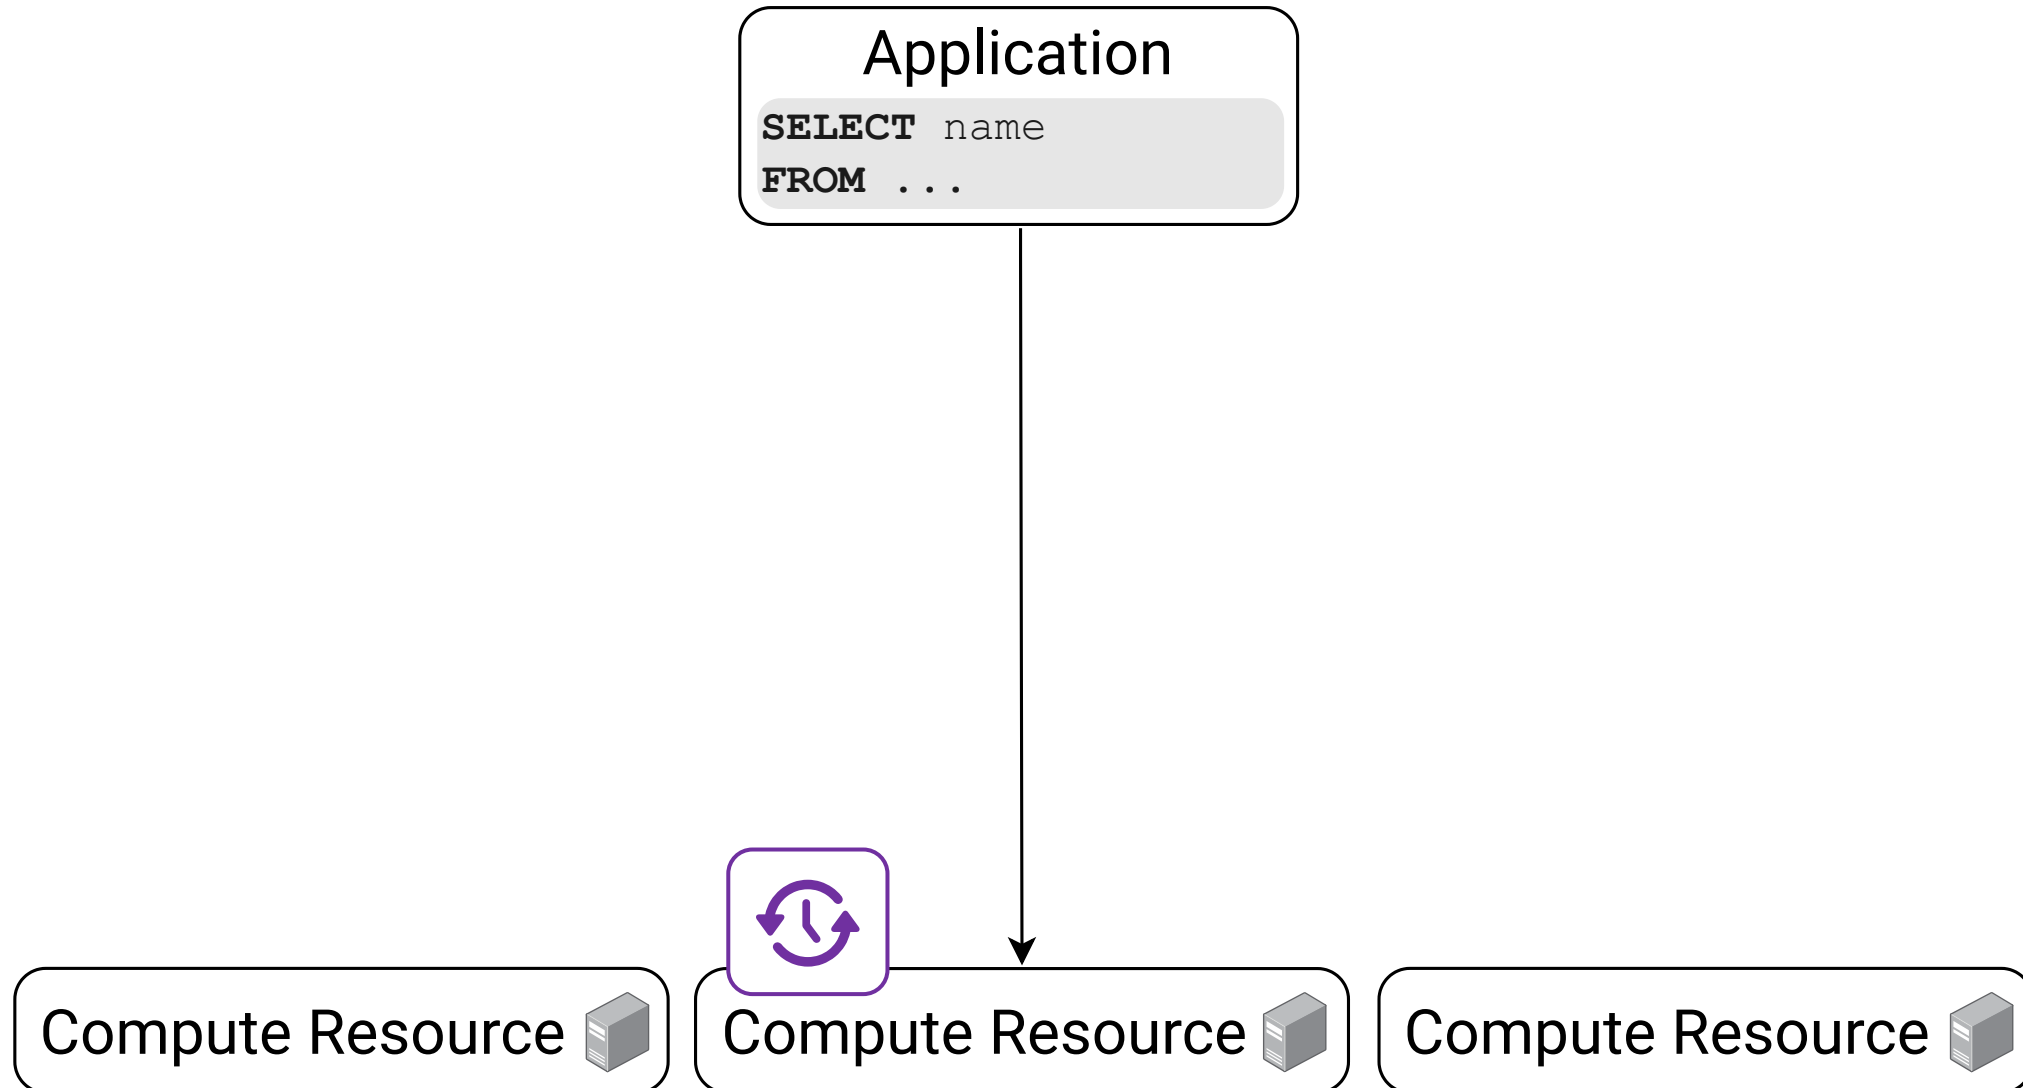 Application
SELECT name
FROM ...
Compute Resource
Compute Resource
Compute Resource